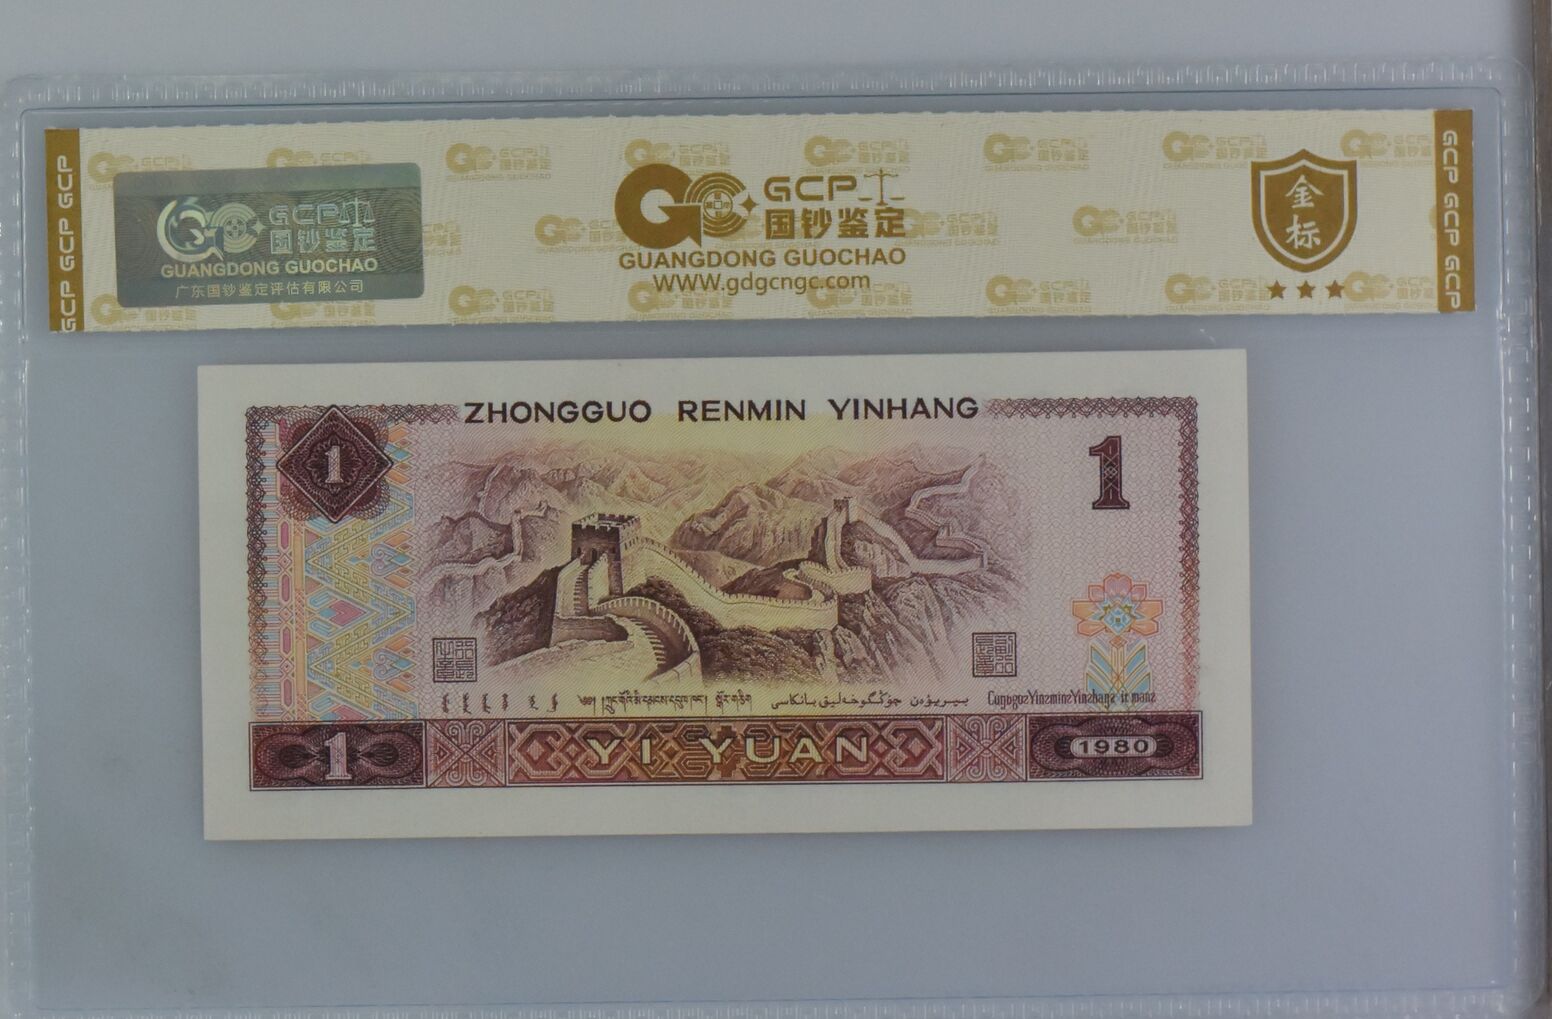 GCP GCP GCP
GCP 国钞鉴定
GUANGDONG GUOCHAO
广东国钞鉴定评估有限公司
GCP
国钞鉴定
GUANGDONG GUOCHAO
WWW.gdgcngc.com
金标
★★★
GCP GCP GCP
ZHONGGUO RENMIN YINHANG
1
1
YI YUAN
1
1980